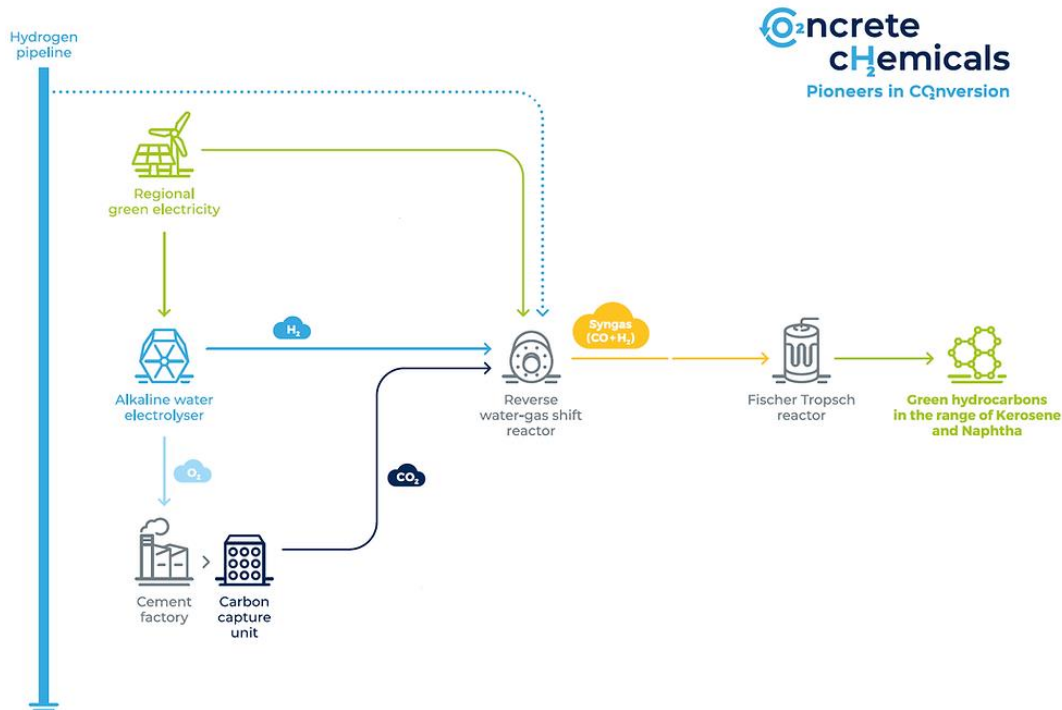 CO₂ncrete
cH₂emicals
Pioneers in CO₂nversion
Hydrogen
pipeline
Regional
green electricity
H₂
Syngas
(CO+H₂)
Alkaline water
electrolyser
Reverse
water-gas shift
reactor
Fischer Tropsch
reactor
Green hydrocarbons
in the range of Kerosene
and Naphtha
O₂
CO₂
Cement
factory
Carbon
capture
unit